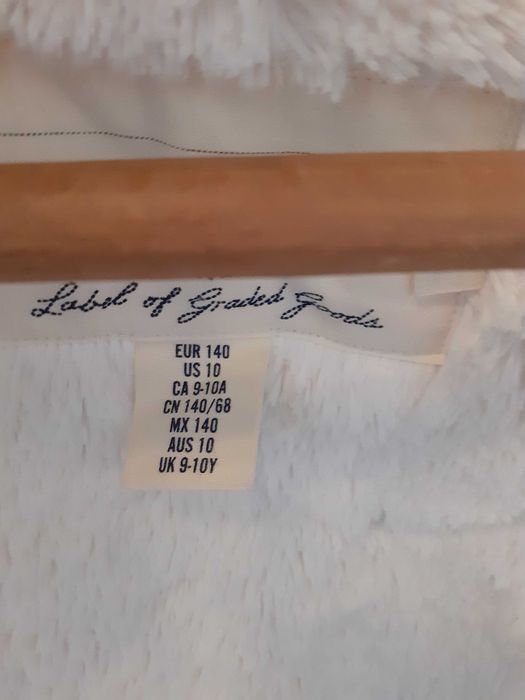 Label of Graded Goods
EUR 140
US 10
CA 9-10A
CN 140/68
MX 140
AUS 10
UK 9-10Y